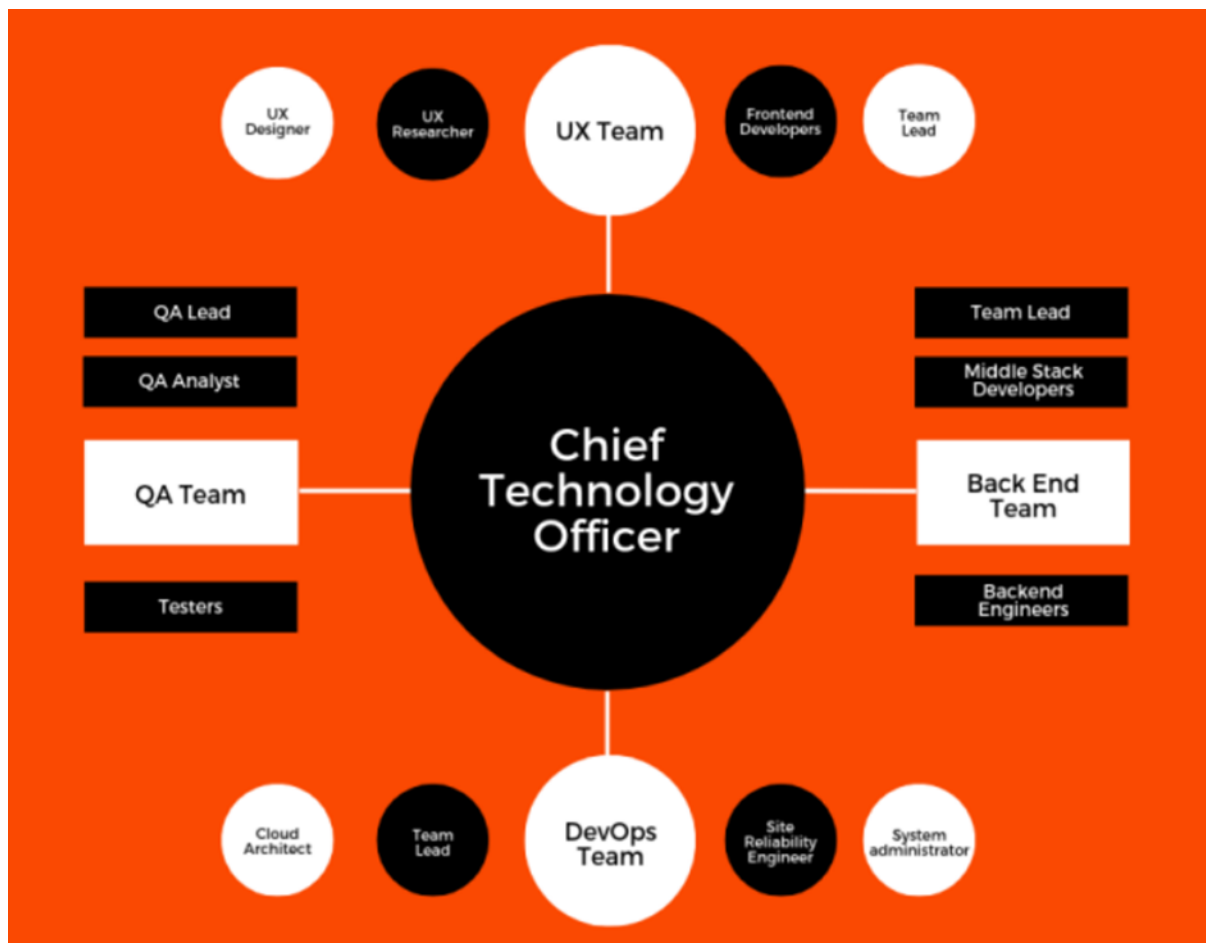 UX
Designer
UX
Researcher
UX Team
Frontend
Developers
Team
Lead
QA Lead
QA Analyst
QA Team
Testers
Chief
Technology
Officer
Team Lead
Middle Stack
Developers
Back End
Team
Backend
Engineers
Cloud
Architect
Team
Lead
DevOps
Team
Site
Reliability
Engineer
System
administrator